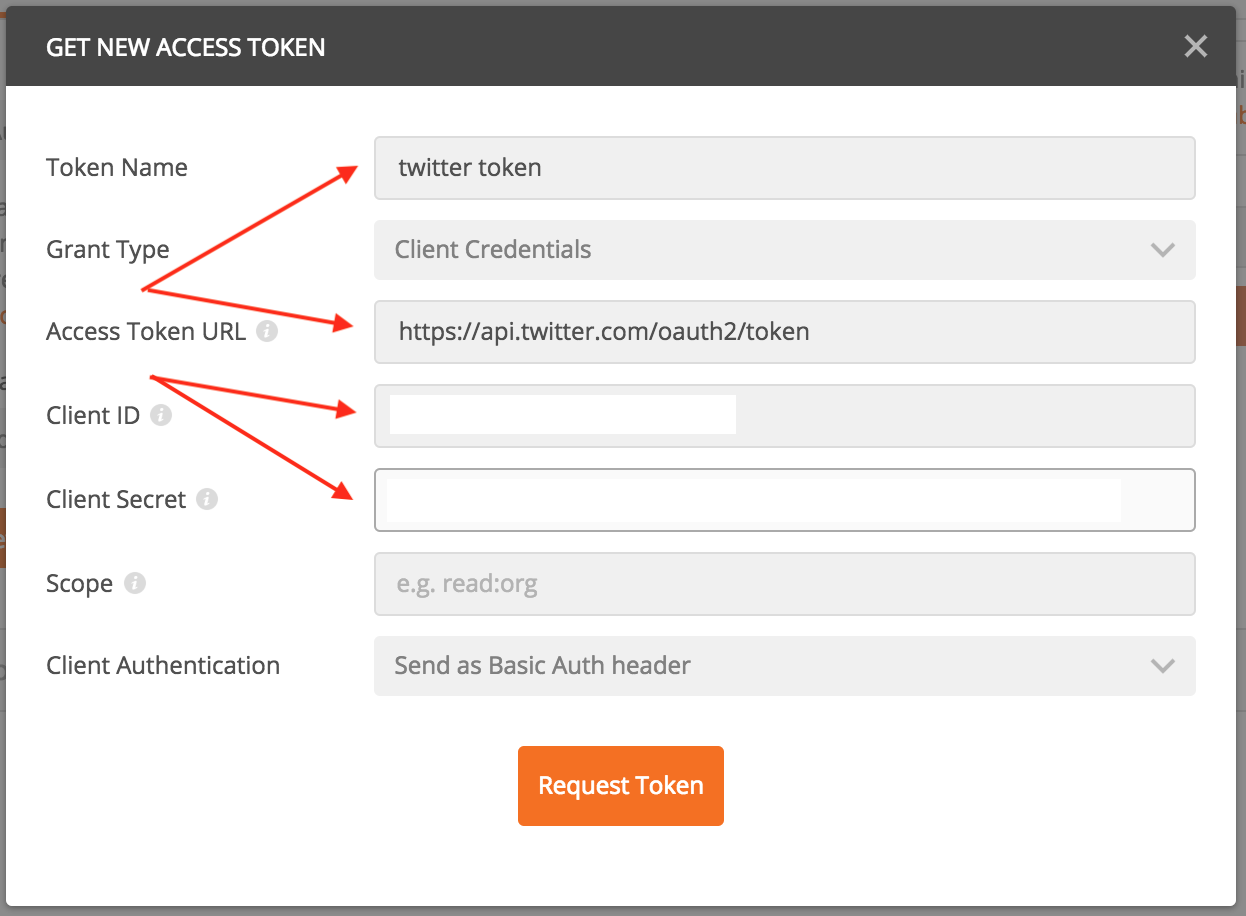 GET NEW ACCESS TOKEN
Token Name
twitter token
Grant Type
Client Credentials
Access Token URL
https://api.twitter.com/oauth2/token
Client ID
Client Secret
Scope
e.g. read:org
Client Authentication
Send as Basic Auth header
Request Token